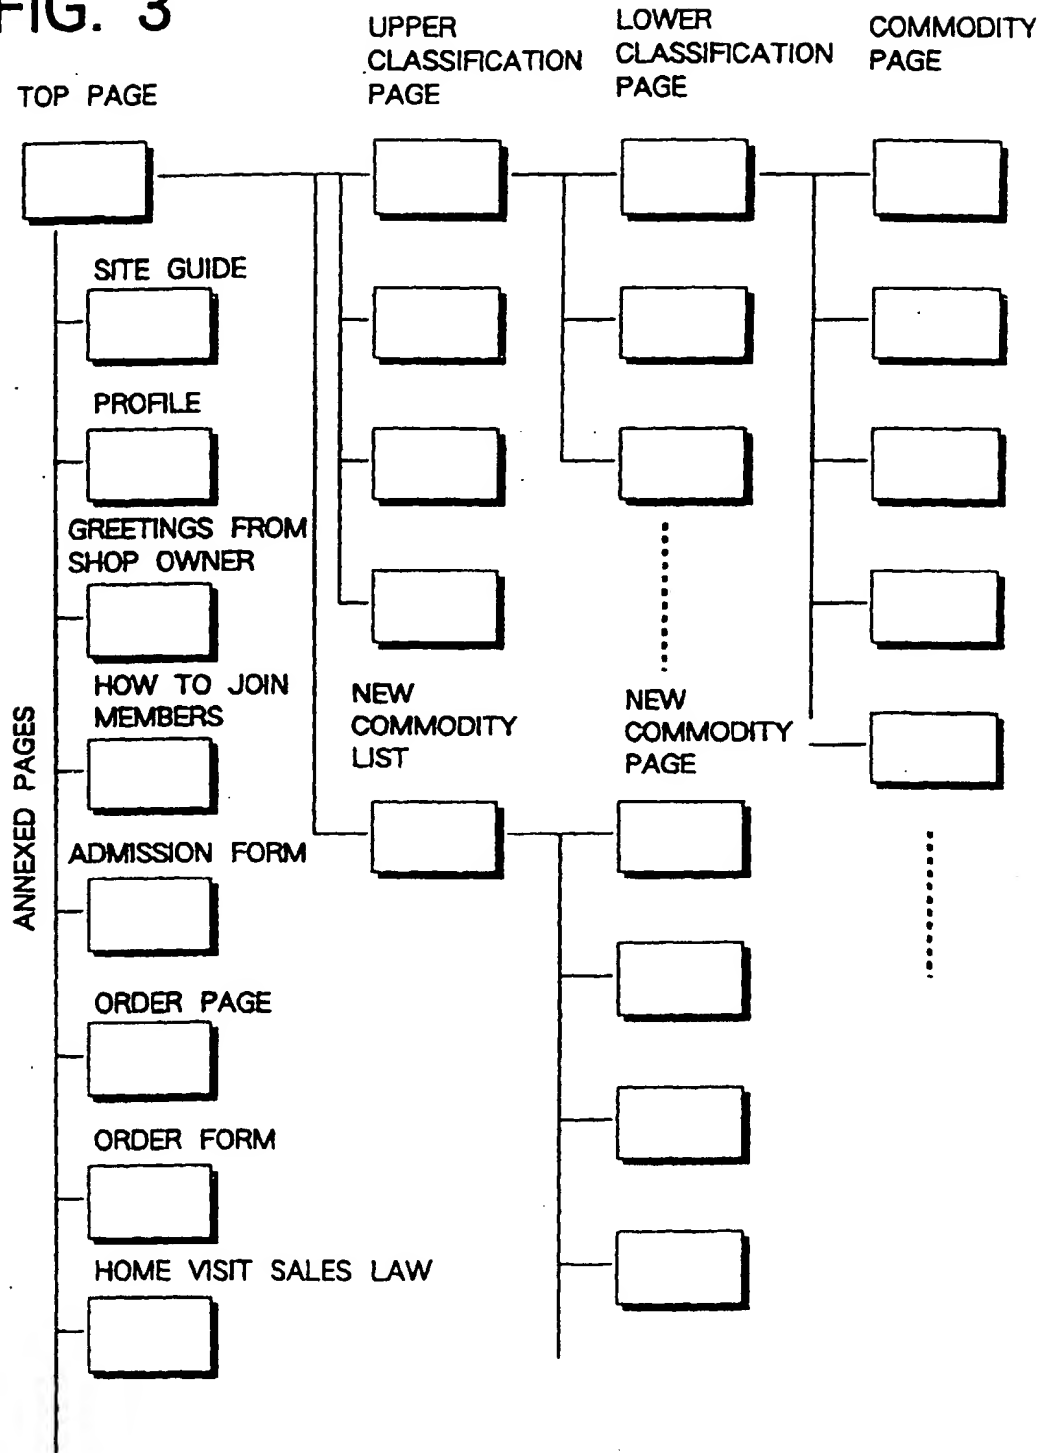 FIG. 3
TOP PAGE
UPPER
CLASSIFICATION
PAGE
LOWER
CLASSIFICATION
PAGE
COMMODITY
PAGE
SITE GUIDE
PROFILE
GREETINGS FROM
SHOP OWNER
HOW TO JOIN
MEMBERS
ADMISSION FORM
ORDER PAGE
ORDER FORM
HOME VISIT SALES LAW
ANNEXED PAGES
NEW
COMMODITY
LIST
NEW
COMMODITY
PAGE